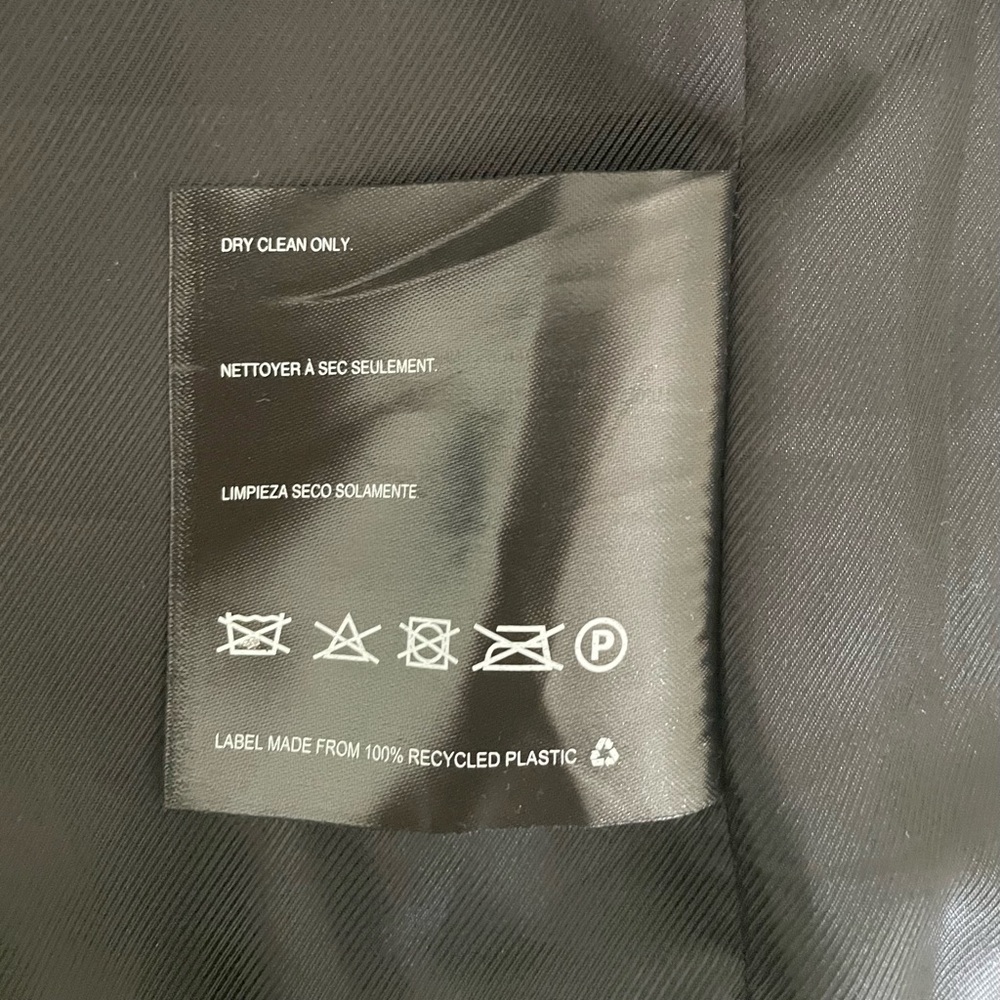 DRY CLEAN ONLY.
NETTOYER À SEC SEULEMENT.
LIMPIEZA SECO SOLAMENTE
P
LABEL MADE FROM 100% RECYCLED PLASTIC